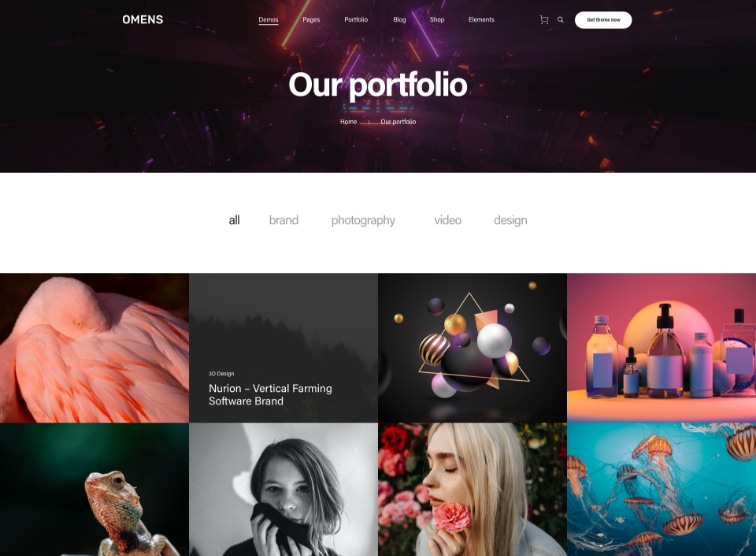 OMENS
Demos
Pages
Portfolio
Blog
Shop
Elements
Get theme now
Our portfolio
Home > Our portfolio
all
brand
photography
video
design
3D Design
Nurion – Vertical Farming
Software Brand